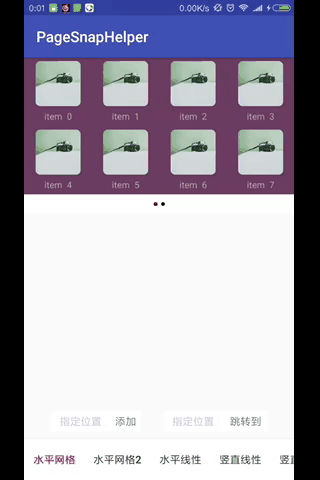 0:01 0.00K/s
PageSnapHelper
item 0 item 1 item 2 item 3
item 4 item 5 item 6 item 7
指定位置 添加 指定位置 跳转到
水平网格 水平网格2 水平线性 竖直线性 竖直